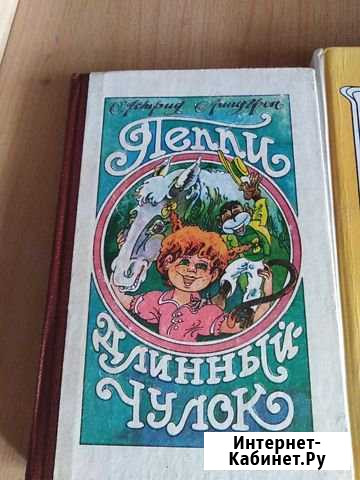 Астрид Линдгрен
Пеппи
Длинный-
Чулок
Интернет-
Кабинет.Ру